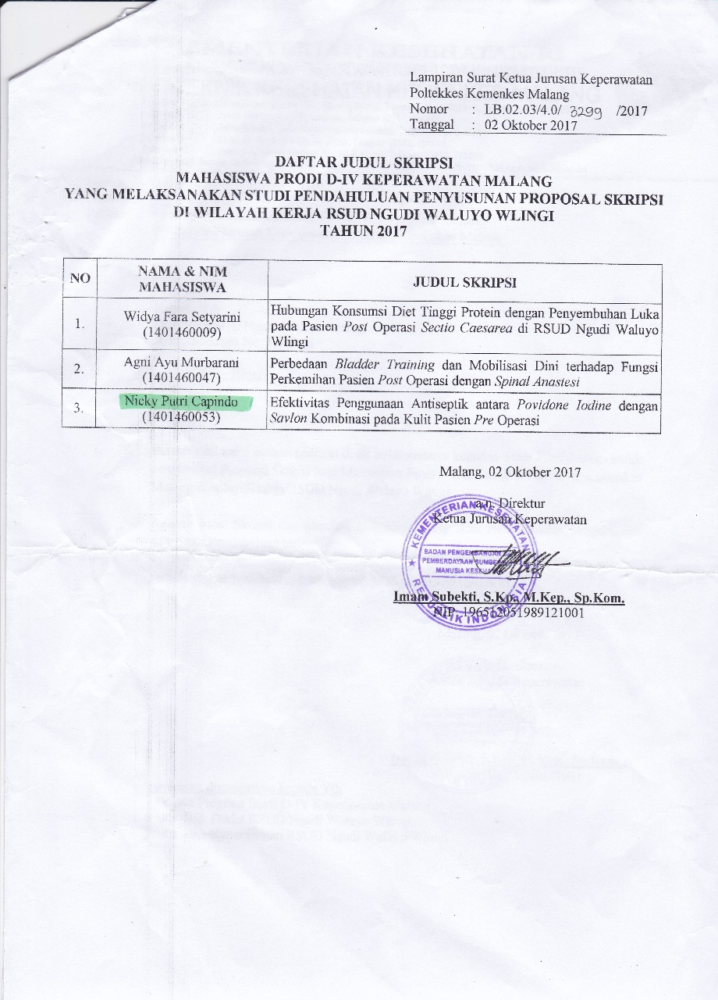 Lampiran Surat Ketua Jurusan Keperawatan
Poltekkes Kemenkes Malang
Nomor : LB.02.03/4.0/ 3299 /2017
Tanggal : 02 Oktober 2017
DAFTAR JUDUL SKRIPSI
MAHASISWA PRODI D-IV KEPERAWATAN MALANG
YANG MELAKSANAKAN STUDI PENDAHULUAN PENYUSUNAN PROPOSAL SKRIPSI
DI WILAYAH KERJA RSUD NGUDI WALUYO WLINGI
TAHUN 2017
NO
NAMA & NIM
MAHASISWA
JUDUL SKRIPSI
1.
Widya Fara Setyarini
(1401460009)
Hubungan Konsumsi Diet Tinggi Protein dengan Penyembuhan Luka
pada Pasien Post Operasi Sectio Caesarea di RSUD Ngudi Waluyo
Wlingi
2.
Agni Ayu Murbarani
(1401460047)
Perbedaan Bladder Training dan Mobilisasi Dini terhadap Fungsi
Perkemihan Pasien Post Operasi dengan Spinal Anastesi
3.
Nicky Putri Capindo
(1401460053)
Efektivitas Penggunaan Antiseptik antara Povidone Iodine dengan
Savlon Kombinasi pada Kulit Pasien Pre Operasi
Malang, 02 Oktober 2017
a.n. Direktur
Ketua Jurusan Keperawatan
KEMENTERIAN KESEHATAN
BADAN PENGEMBANGAN
PEMBERDAYAAN SUMBER
MANUSIA KESEHATAN
REPUBLIK INDONESIA
Imam Subekti, S.Kp, M.Kep., Sp.Kom.
NIP. 196512051989121001